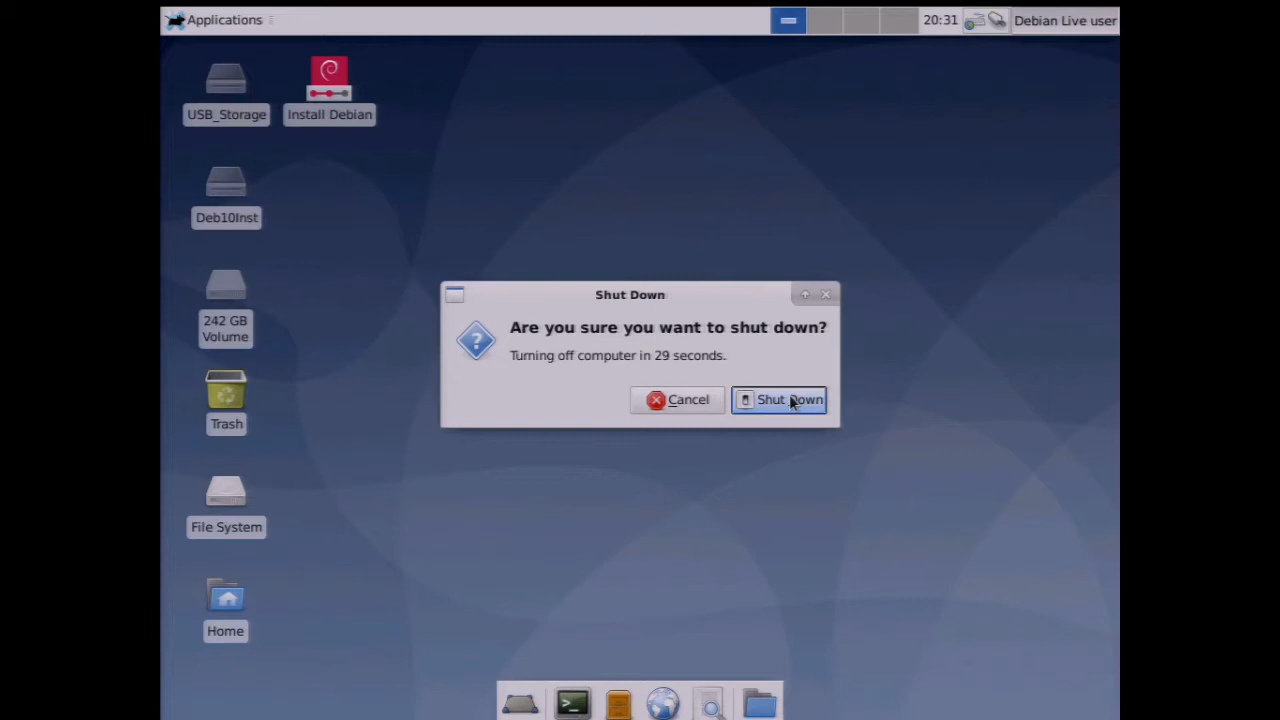 Applications
20:31
Debian Live user
USB_Storage
Install Debian
Deb10Inst
242 GB
Volume
Trash
File System
Home
Shut Down
Are you sure you want to shut down?
Turning off computer in 29 seconds.
Cancel
Shut Down
>_